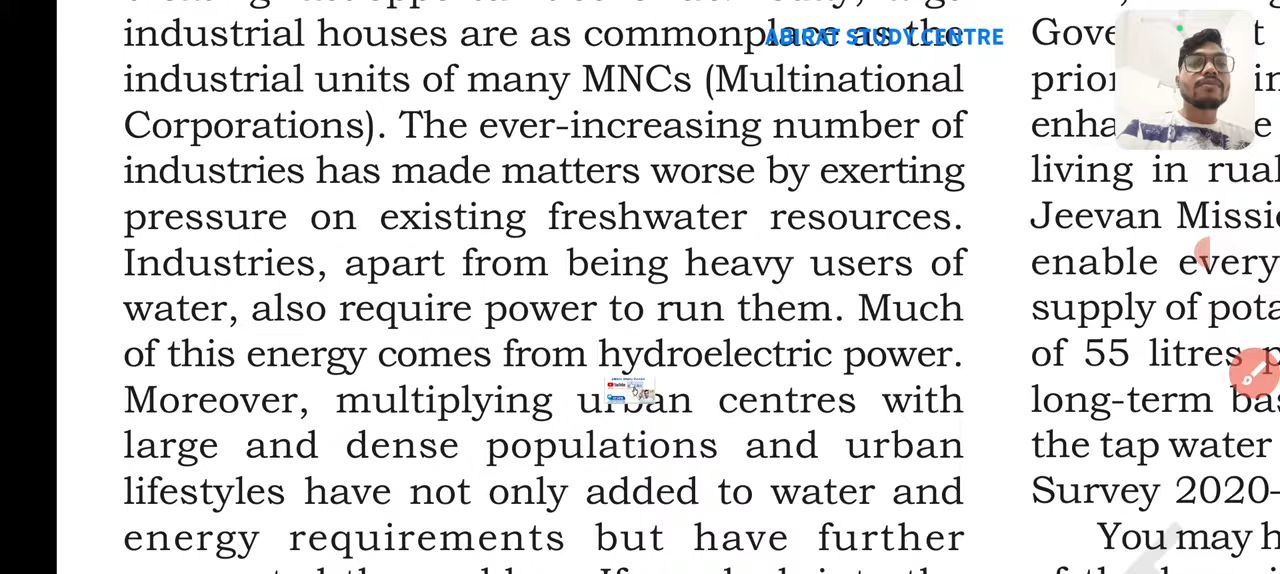 industrial houses are as commonplace as the
ABIRAT STUDY CENTRE
industrial units of many MNCs (Multinational
Corporations). The ever-increasing number of
industries has made matters worse by exerting
pressure on existing freshwater resources.
Industries, apart from being heavy users of
water, also require power to run them. Much
of this energy comes from hydroelectric power.
Moreover, multiplying urban centres with
large and dense populations and urban
lifestyles have not only added to water and
energy requirements but have further
Gove
prior
enha
living in rual
Jeevan Missi
enable every
supply of pota
of 55 litres p
long-term bas
the tap water
Survey 2020-
You may h